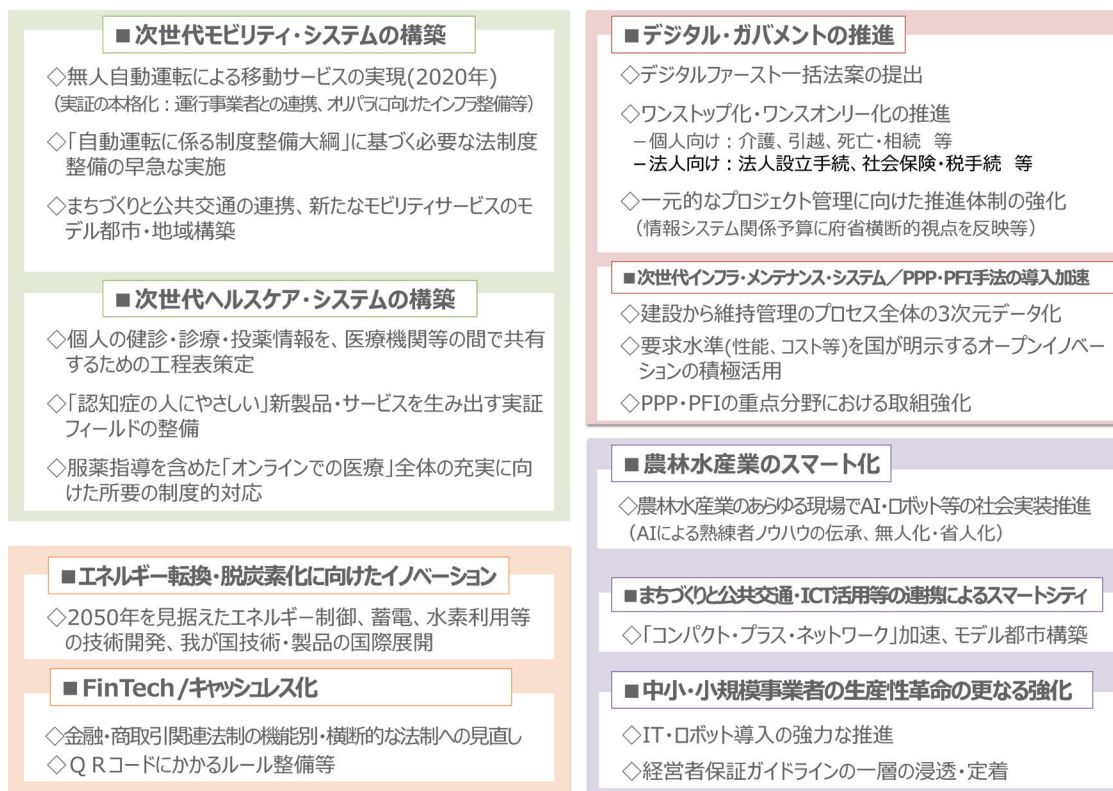 ■次世代モビリティ・システムの構築
◇無人自動運転による移動サービスの実現(2020年)
(実証の本格化：運行事業者との連携、オリパラに向けたインフラ整備等)
◇「自動運転に係る制度整備大綱」に基づく必要な法制度
整備の早急な実施
◇まちづくりと公共交通の連携、新たなモビリティサービスのモ
デル都市・地域構築
■次世代ヘルスケア・システムの構築
◇個人の健診・診療・投薬情報を、医療機関等の間で共有
するための工程表策定
◇「認知症の人にやさしい」新製品・サービスを生み出す実証
フィールドの整備
◇服薬指導を含めた「オンラインでの医療」全体の充実に向
けた所要の制度的対応
■エネルギー転換・脱炭素化に向けたイノベーション
◇2050年を見据えたエネルギー制御、蓄電、水素利用等
の技術開発、我が国技術・製品の国際展開
■FinTech/キャッシュレス化
◇金融・商取引関連法制の機能別・横断的な法制への見直し
◇ＱＲコードにかかるルール整備等
■デジタル・ガバメントの推進
◇デジタルファースト一括法案の提出
◇ワンストップ化・ワンスオンリー化の推進
－個人向け：介護、引越、死亡・相続　等
－法人向け：法人設立手続、社会保険・税手続　等
◇一元的なプロジェクト管理に向けた推進体制の強化
（情報システム関係予算に府省横断的視点を反映等）
■次世代インフラ・メンテナンス・システム／PPP・PFI手法の導入加速
◇建設から維持管理のプロセス全体の3次元データ化
◇要求水準(性能、コスト等)を国が明示するオープンイノベー
ションの積極活用
◇PPP・PFIの重点分野における取組強化
■農林水産業のスマート化
◇農林水産業のあらゆる現場でAI・ロボット等の社会実装推進
（AIによる熟練者ノウハウの伝承、無人化・省人化）
■まちづくりと公共交通・ICT活用等の連携によるスマートシティ
◇「コンパクト・プラス・ネットワーク」加速、モデル都市構築
■中小・小規模事業者の生産性革命の更なる強化
◇IT・ロボット導入の強力な推進
◇経営者保証ガイドラインの一層の浸透・定着